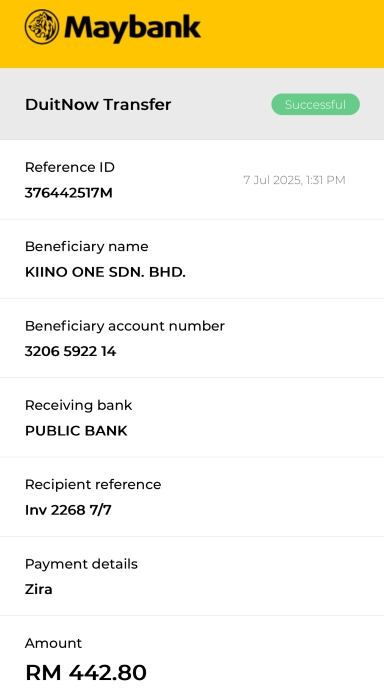 Maybank
DuitNow Transfer
Successful
Reference ID
376442517M
7 Jul 2025, 1:31 PM
Beneficiary name
KIINO ONE SDN. BHD.
Beneficiary account number
3206 5922 14
Receiving bank
PUBLIC BANK
Recipient reference
Inv 2268 7/7
Payment details
Zira
Amount
RM 442.80